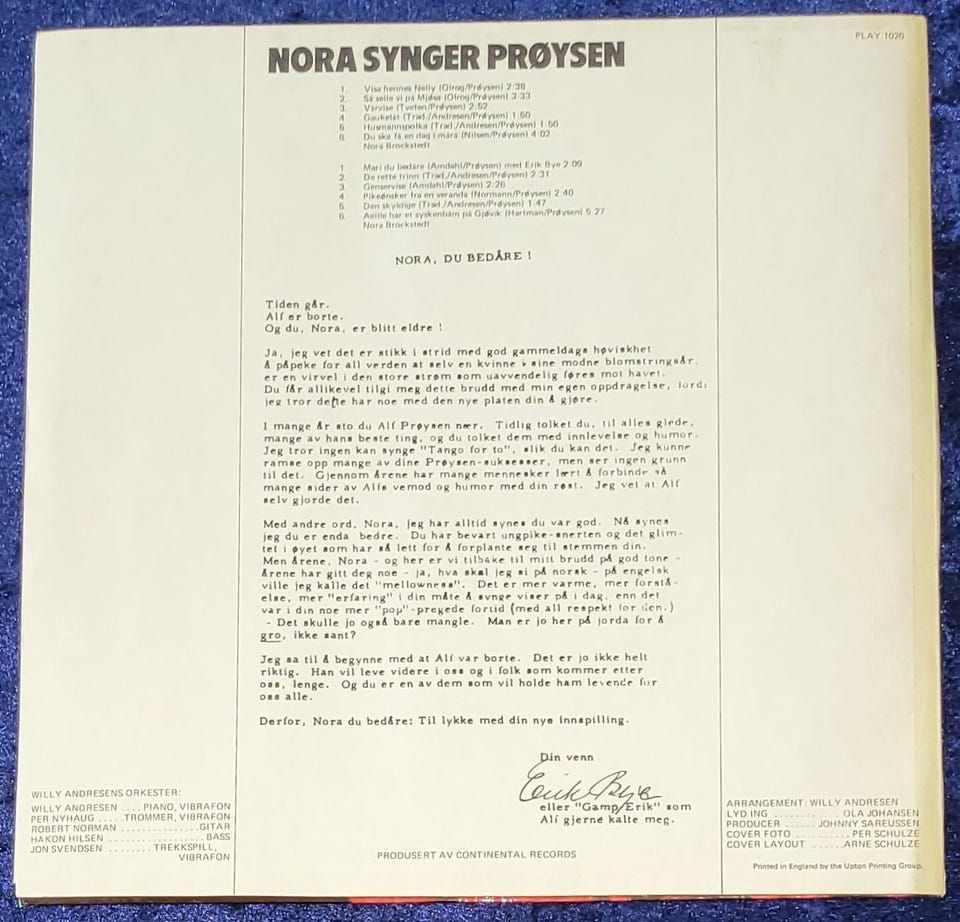 PLAY 1020
NORA SYNGER PRØYSEN
1. Visa hennes Nelly (Olrog/Prøysen) 2:38
2. Så seile vi på Mjøsa (Olrog/Prøysen) 3:33
3. Vårvise (Tveten/Prøysen) 2:52
4. Gaukelåt (Trad./Andresen/Prøysen) 1:50
5. Husmannspolka (Trad./Andresen/Prøysen) 1:50
6. Du ska få en dag i mårå (Nilsen/Prøysen) 4:02
Nora Brockstedt
1. Mari du bedåre (Amdahl/Prøysen) med Erik Bye 2:09
2. De rette trinn (Trad./Andresen/Prøysen) 2:31
3. Genservise (Amdahl/Prøysen) 2:26
4. Pikeønsker fra en veranda (Normann/Prøysen) 2:40
5. Den skyldige (Trad./Andresen/Prøysen) 1:47
6. Aeille har et syskenbarn på Gjøvik (Hartman/Prøysen) 5:27
Nora Brockstedt
NORA, DU BEDÅRE !
Tiden går.
Alf er borte.
Og du, Nora, er blitt eldre !
Ja, jeg vet det er stikk i strid med god gammeldags høviskhet
å påpeke for all verden at selv en kvinne i sine modne blomstringsår,
er en virvel i den store strøm som uavvendelig føres mot havet.
Du får allikevel tilgi meg dette brudd med min egen oppdragelse, fordi
jeg tror dette har noe med den nye platen din å gjøre.
I mange år sto du Alf Prøysen nær. Tidlig tolket du, til alles glede,
mange av hans beste ting, og du tolket dem med innlevelse og humor.
Jeg tror ingen kan synge "Tango for to", slik du kan det. Jeg kunne
ramse opp mange av dine Prøysen-suksesser, men ser ingen grunn
til det. Gjennom årene har mange mennesker lært å forbinde så
mange sider av Alfs vemod og humor med din røst. Jeg vet at Alf
selv gjorde det.
Med andre ord, Nora, jeg har alltid synes du var god. Nå synes
jeg du er enda bedre. Du har bevart ungpike-snerten og det glim-
tet i øyet som har så lett for å forplante seg til stemmen din.
Men årene, Nora - og her er vi tilbake til mitt brudd på god tone -
årene har gitt deg noe - ja, hva skal jeg si på norsk - på engelsk
ville jeg kalle det "mellowness". Det er mer varme, mer forstå-
else, mer "erfaring" i din måte å synge viser på i dag, enn det
var i din noe mer "pop"-pregede fortid (med all respekt for den.)
- Det skulle jo også bare mangle. Man er jo her på jorda for å
gro, ikke sant?
Jeg sa til å begynne med at Alf var borte. Det er jo ikke helt
riktig. Han vil leve videre i oss og i folk som kommer etter
oss, lenge. Og du er en av dem som vil holde ham levende for
oss alle.
Derfor, Nora du bedåre: Til lykke med din nye innspilling.
Din venn
Erik Bye
eller "Gamp/Erik" som
Alf gjerne kalte meg.
WILLY ANDRESENS ORKESTER:
WILLY ANDRESEN .... PIANO, VIBRAFON
PER NYHAUG ..... TROMMER, VIBRAFON
ROBERT NORMAN ............... GITAR
HAKON HILSEN .................. BASS
JON SVENDSEN ........ TREKKSPILL,
VIBRAFON
PRODUSERT AV CONTINENTAL RECORDS
ARRANGEMENT: WILLY ANDRESEN
LYD ING .......... OLA JOHANSEN
PRODUCER ..... JOHNNY SAREUSSEN
COVER FOTO .......... PER SCHULZE
COVER LAYOUT ...... ARNE SCHULZE
Printed in England by the Upton Printing Group.